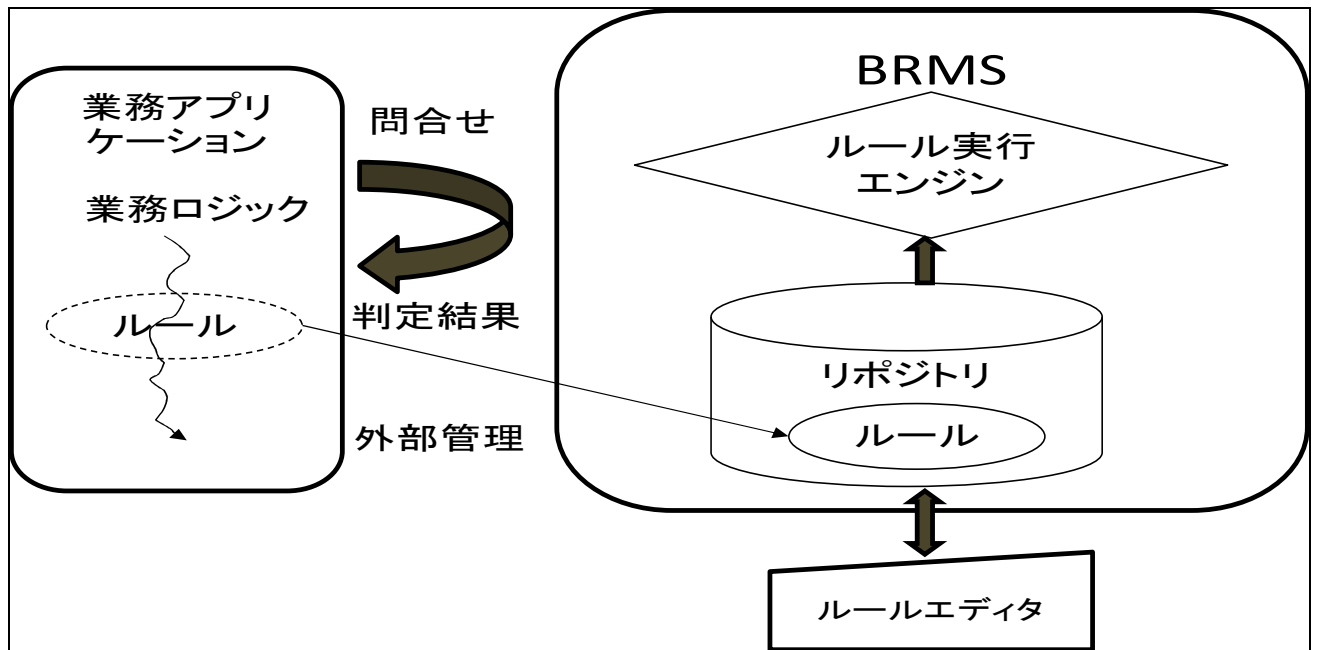 業務アプリ
ケーション
業務ロジック
ルール
問合せ
判定結果
外部管理
BRMS
ルール実行
エンジン
リポジトリ
ルール
ルールエディタ